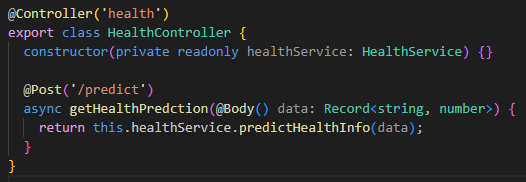 @Controller('health')
export class HealthController {
constructor(private readonly healthService: HealthService) {}
@Post('/predict')
async getHealthPredction(@Body() data: Record<string, number>) {
return this.healthService.predictHealthInfo(data);
}
}